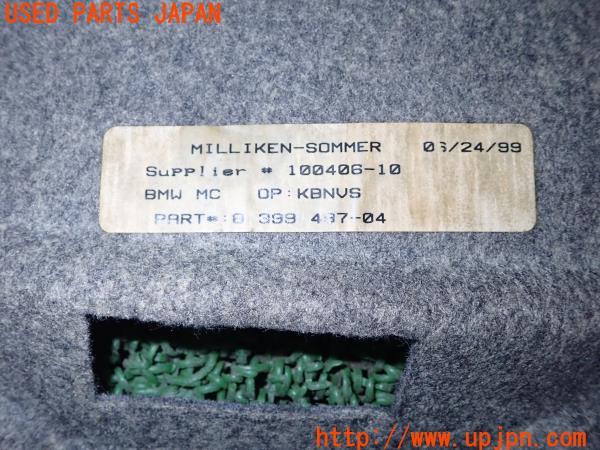 USED PARTS JAPAN
MILLIKEN-SOMMER 06/24/99
Supplier # 100406-10
BMW MC OP:KBNVS
PART#:8 399 487-04
http://www.upjpn.com/